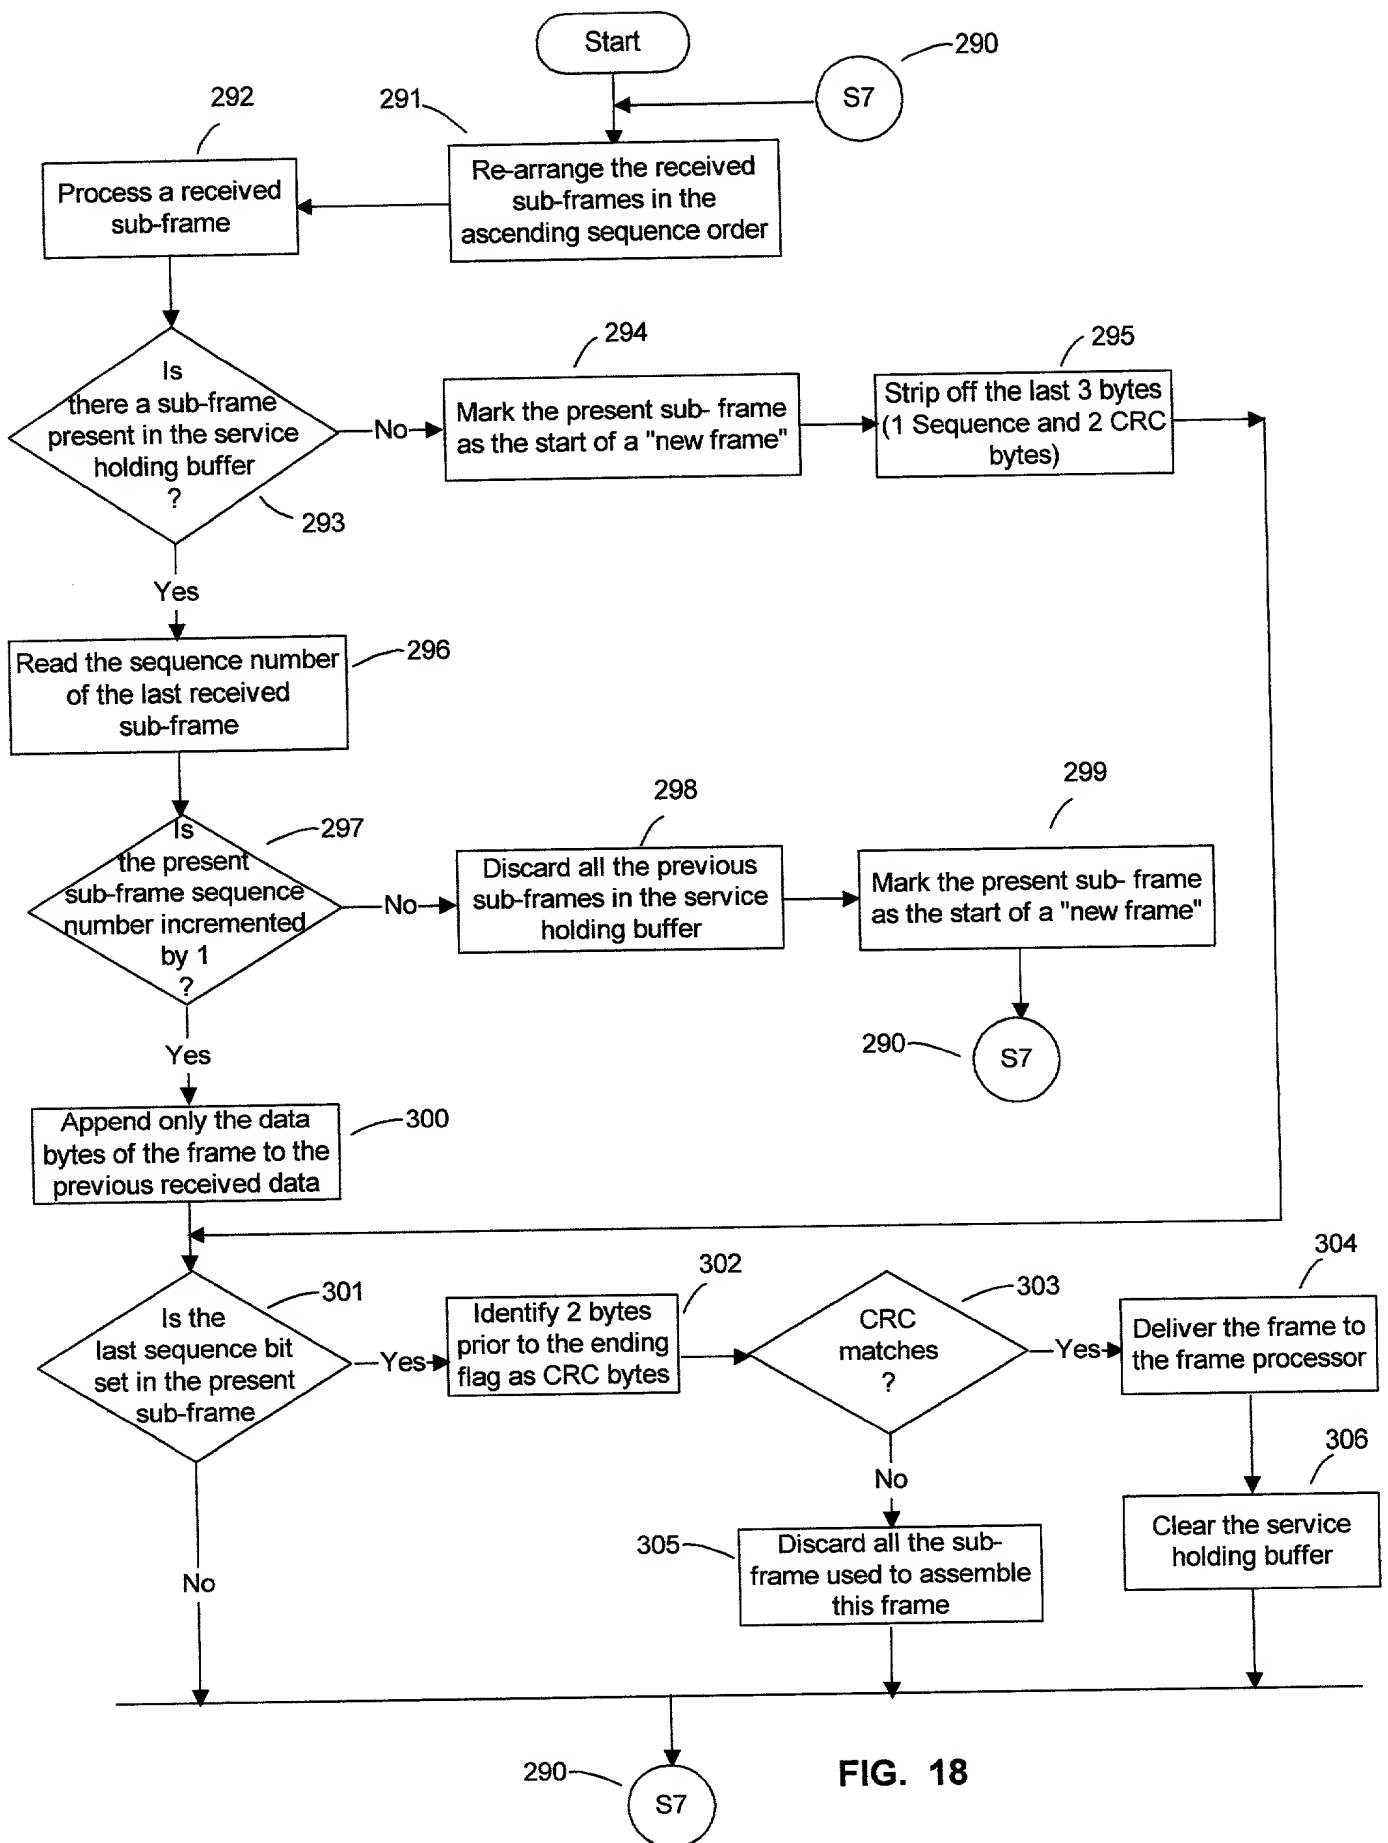 Start
290
S7
292
291
Process a received
sub-frame
Re-arrange the received
sub-frames in the
ascending sequence order
294
295
Is
there a sub-frame
present in the service
holding buffer
?
No
Mark the present sub- frame
as the start of a "new frame"
Strip off the last 3 bytes
(1 Sequence and 2 CRC
bytes)
293
Yes
Read the sequence number
of the last received
sub-frame
296
297
298
299
Is
the present
sub-frame sequence
number incremented
by 1
?
No
Discard all the previous
sub-frames in the service
holding buffer
Mark the present sub- frame
as the start of a "new frame"
290
S7
Yes
Append only the data
bytes of the frame to the
previous received data
300
301
302
303
304
Is the
last sequence bit
set in the present
sub-frame
Yes
Identify 2 bytes
prior to the ending
flag as CRC bytes
CRC
matches
?
Yes
Deliver the frame to
the frame processor
306
No
No
305
Discard all the sub-
frame used to assemble
this frame
Clear the service
holding buffer
290
S7
FIG. 18